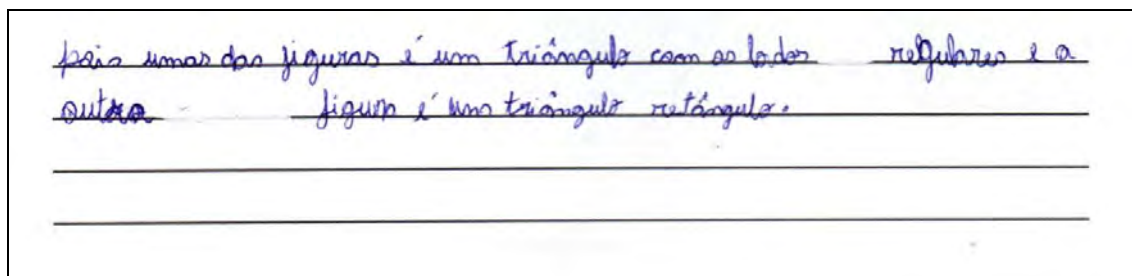 pois umas das figuras é um triângulo com os lados regulares e a
outra figura é um triângulo retângulo.